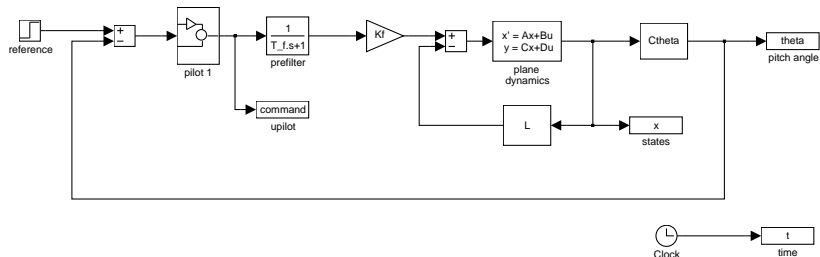 reference
+
−
pilot 1
1
T_f.s+1
prefilter
command
upilot
Kf
+
−
x' = Ax+Bu
y = Cx+Du
plane
dynamics
L
Ctheta
x
states
theta
pitch angle
Clock
t
time